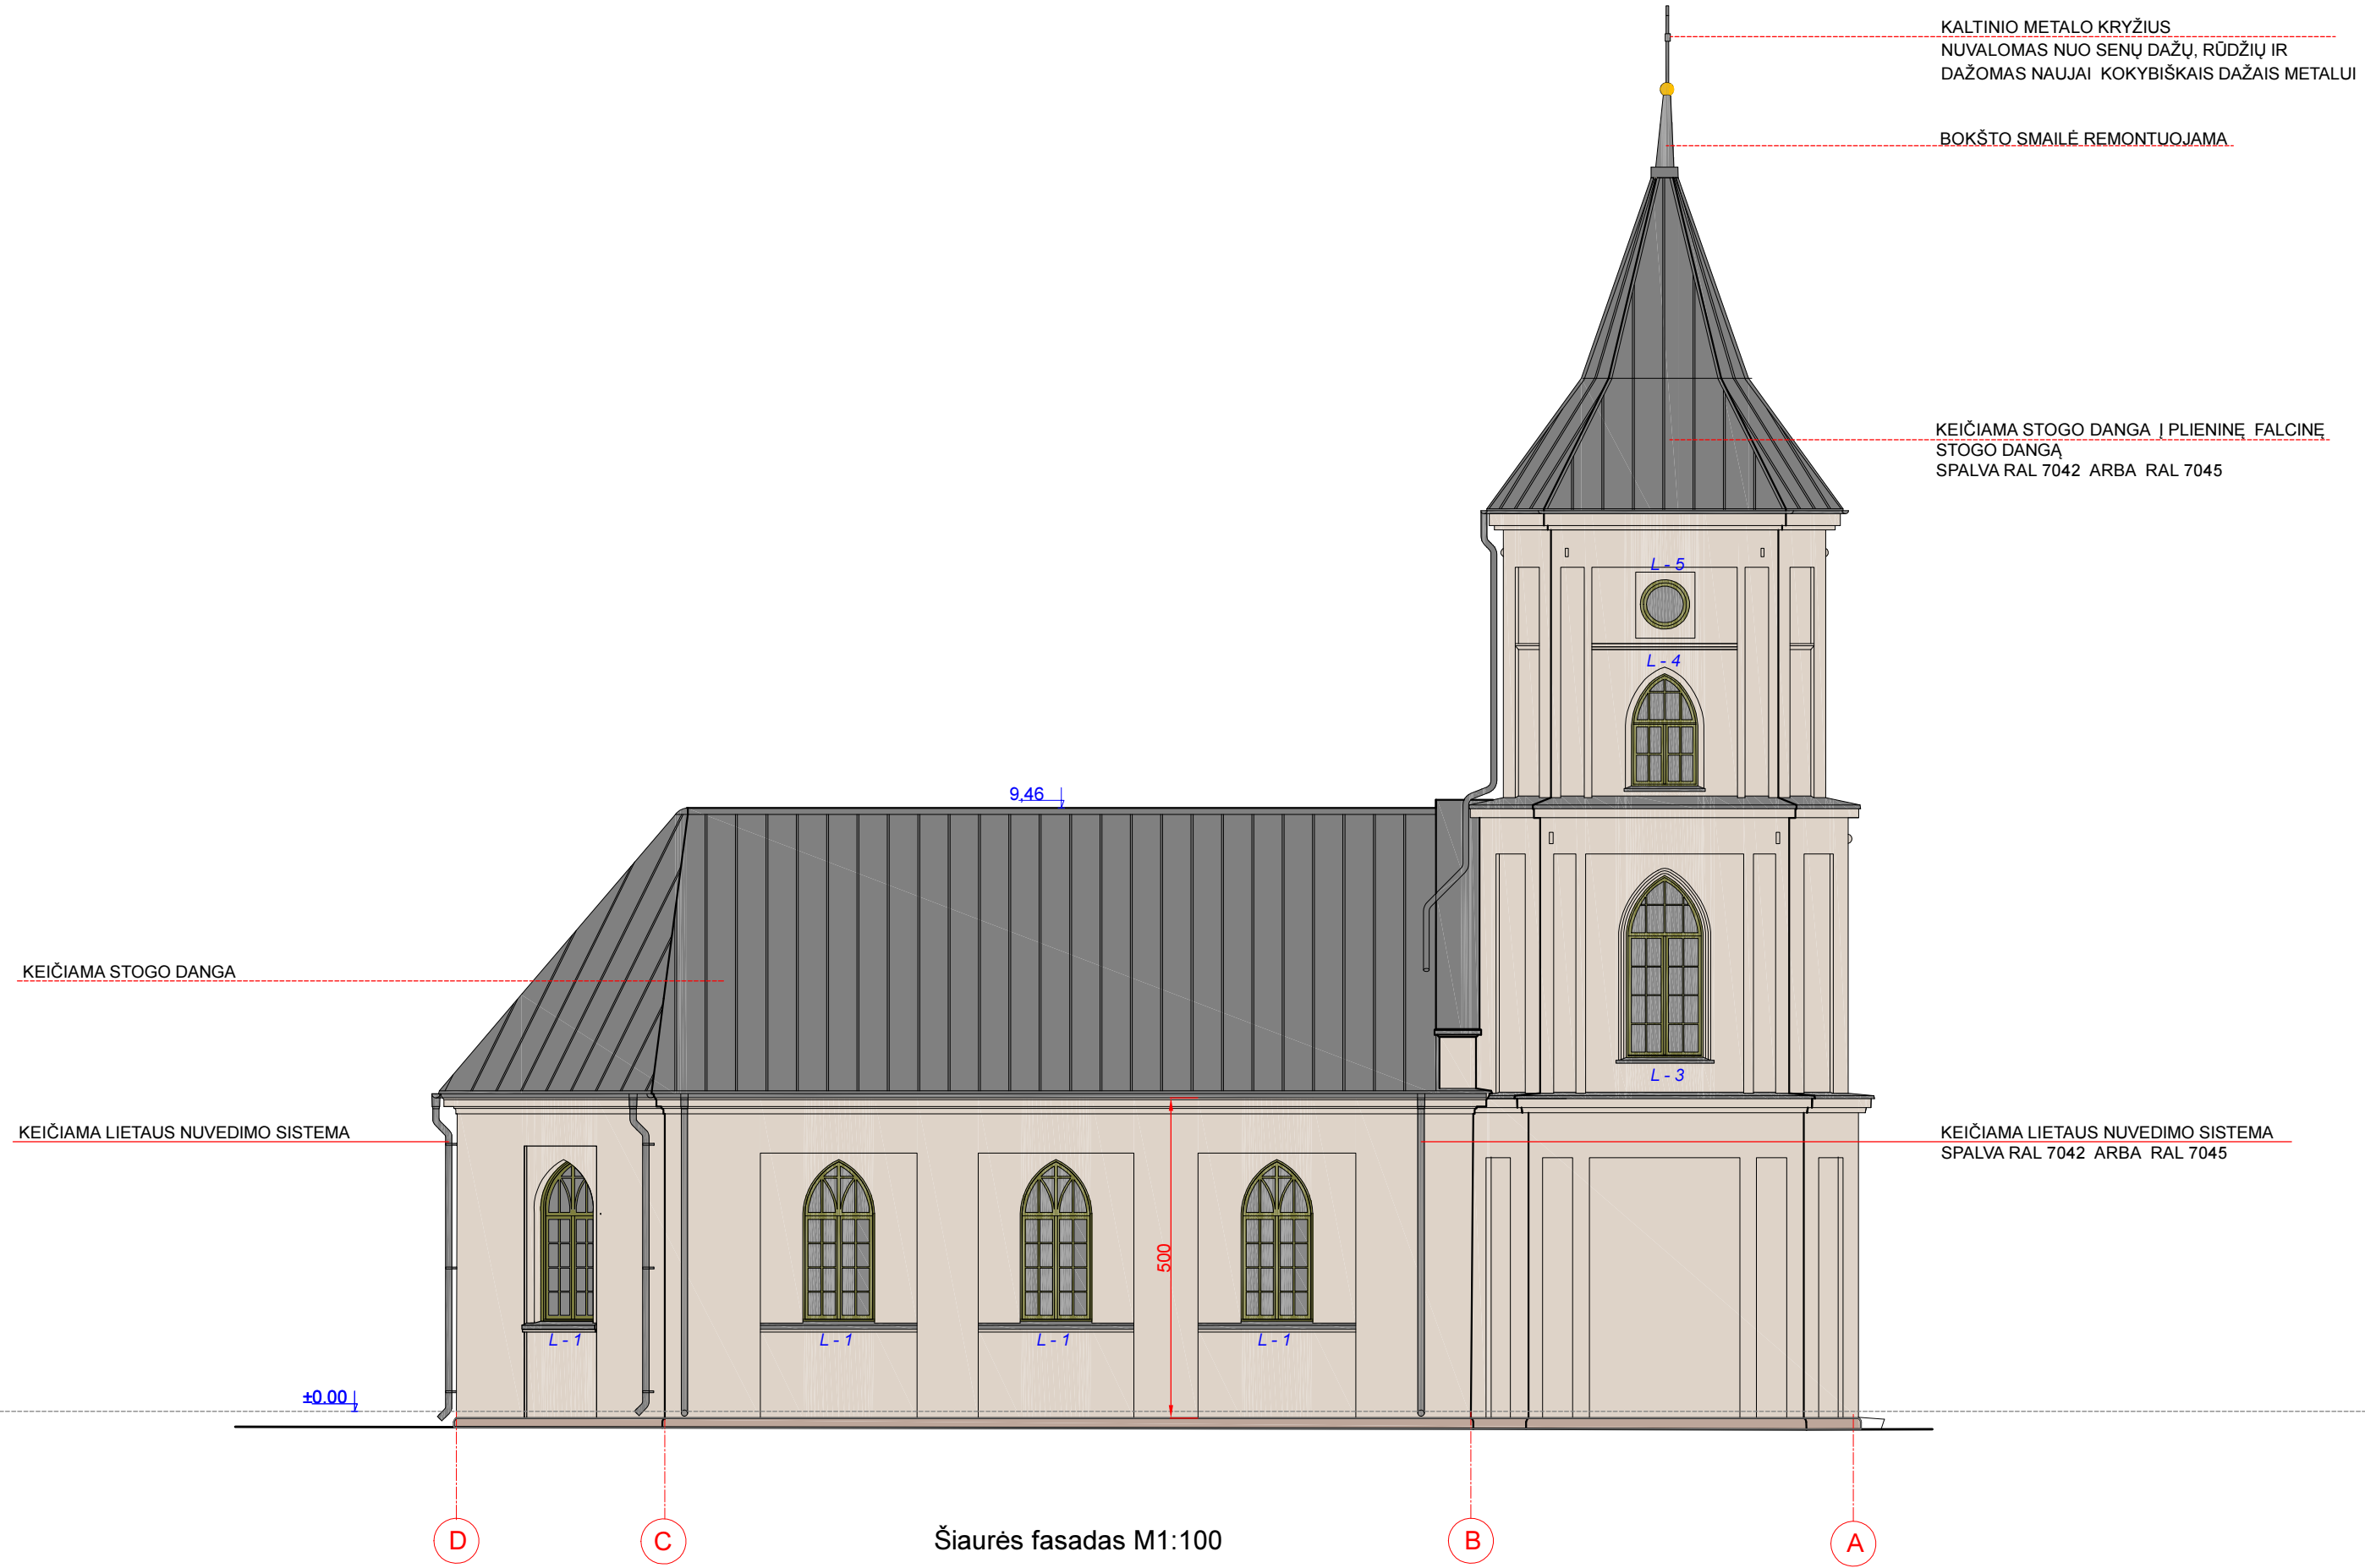 KALTINIO METALO KRYŽIUS
NUVALOMAS NUO SENŲ DAŽŲ, RŪDŽIŲ IR
DAŽOMAS NAUJAI KOKYBIŠKAIS DAŽAIS METALUI
BOKŠTO SMAILĖ REMONTUOJAMA
KEIČIAMA STOGO DANGA Į PLIENINĘ FALCINĘ
STOGO DANGĄ
SPALVA RAL 7042 ARBA RAL 7045
L - 5
L - 4
9,46
KEIČIAMA STOGO DANGA
L - 3
KEIČIAMA LIETAUS NUVEDIMO SISTEMA
KEIČIAMA LIETAUS NUVEDIMO SISTEMA
SPALVA RAL 7042 ARBA RAL 7045
500
L - 1
L - 1
L - 1
L - 1
±0.00
D
C
B
A
Šiaurės fasadas M1:100